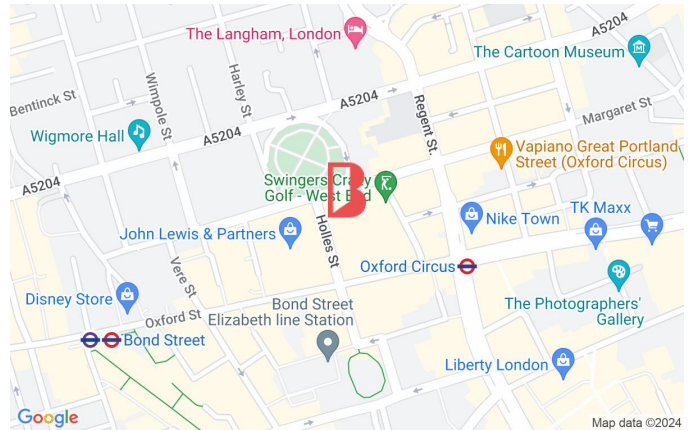 The Langham, London
A5204
The Cartoon Museum
Bentinck St
Wimpole St
Harley St
A5204
Regent St.
Margaret St
Wigmore Hall
A5204
Vapiano Great Portland
Street (Oxford Circus)
A5204
Swingers Crazy
Golf - West End
B
John Lewis & Partners
Holles St
Nike Town
TK Maxx
Vere St
Oxford Circus
Disney Store
Bond Street
Elizabeth line Station
The Photographers'
Gallery
Oxford St
Bond Street
Liberty London
Google
Map data ©2024